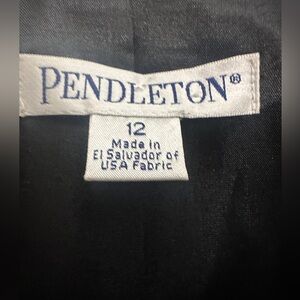 PENDLETON®
12
Made in
El Salvador of
USA Fabric